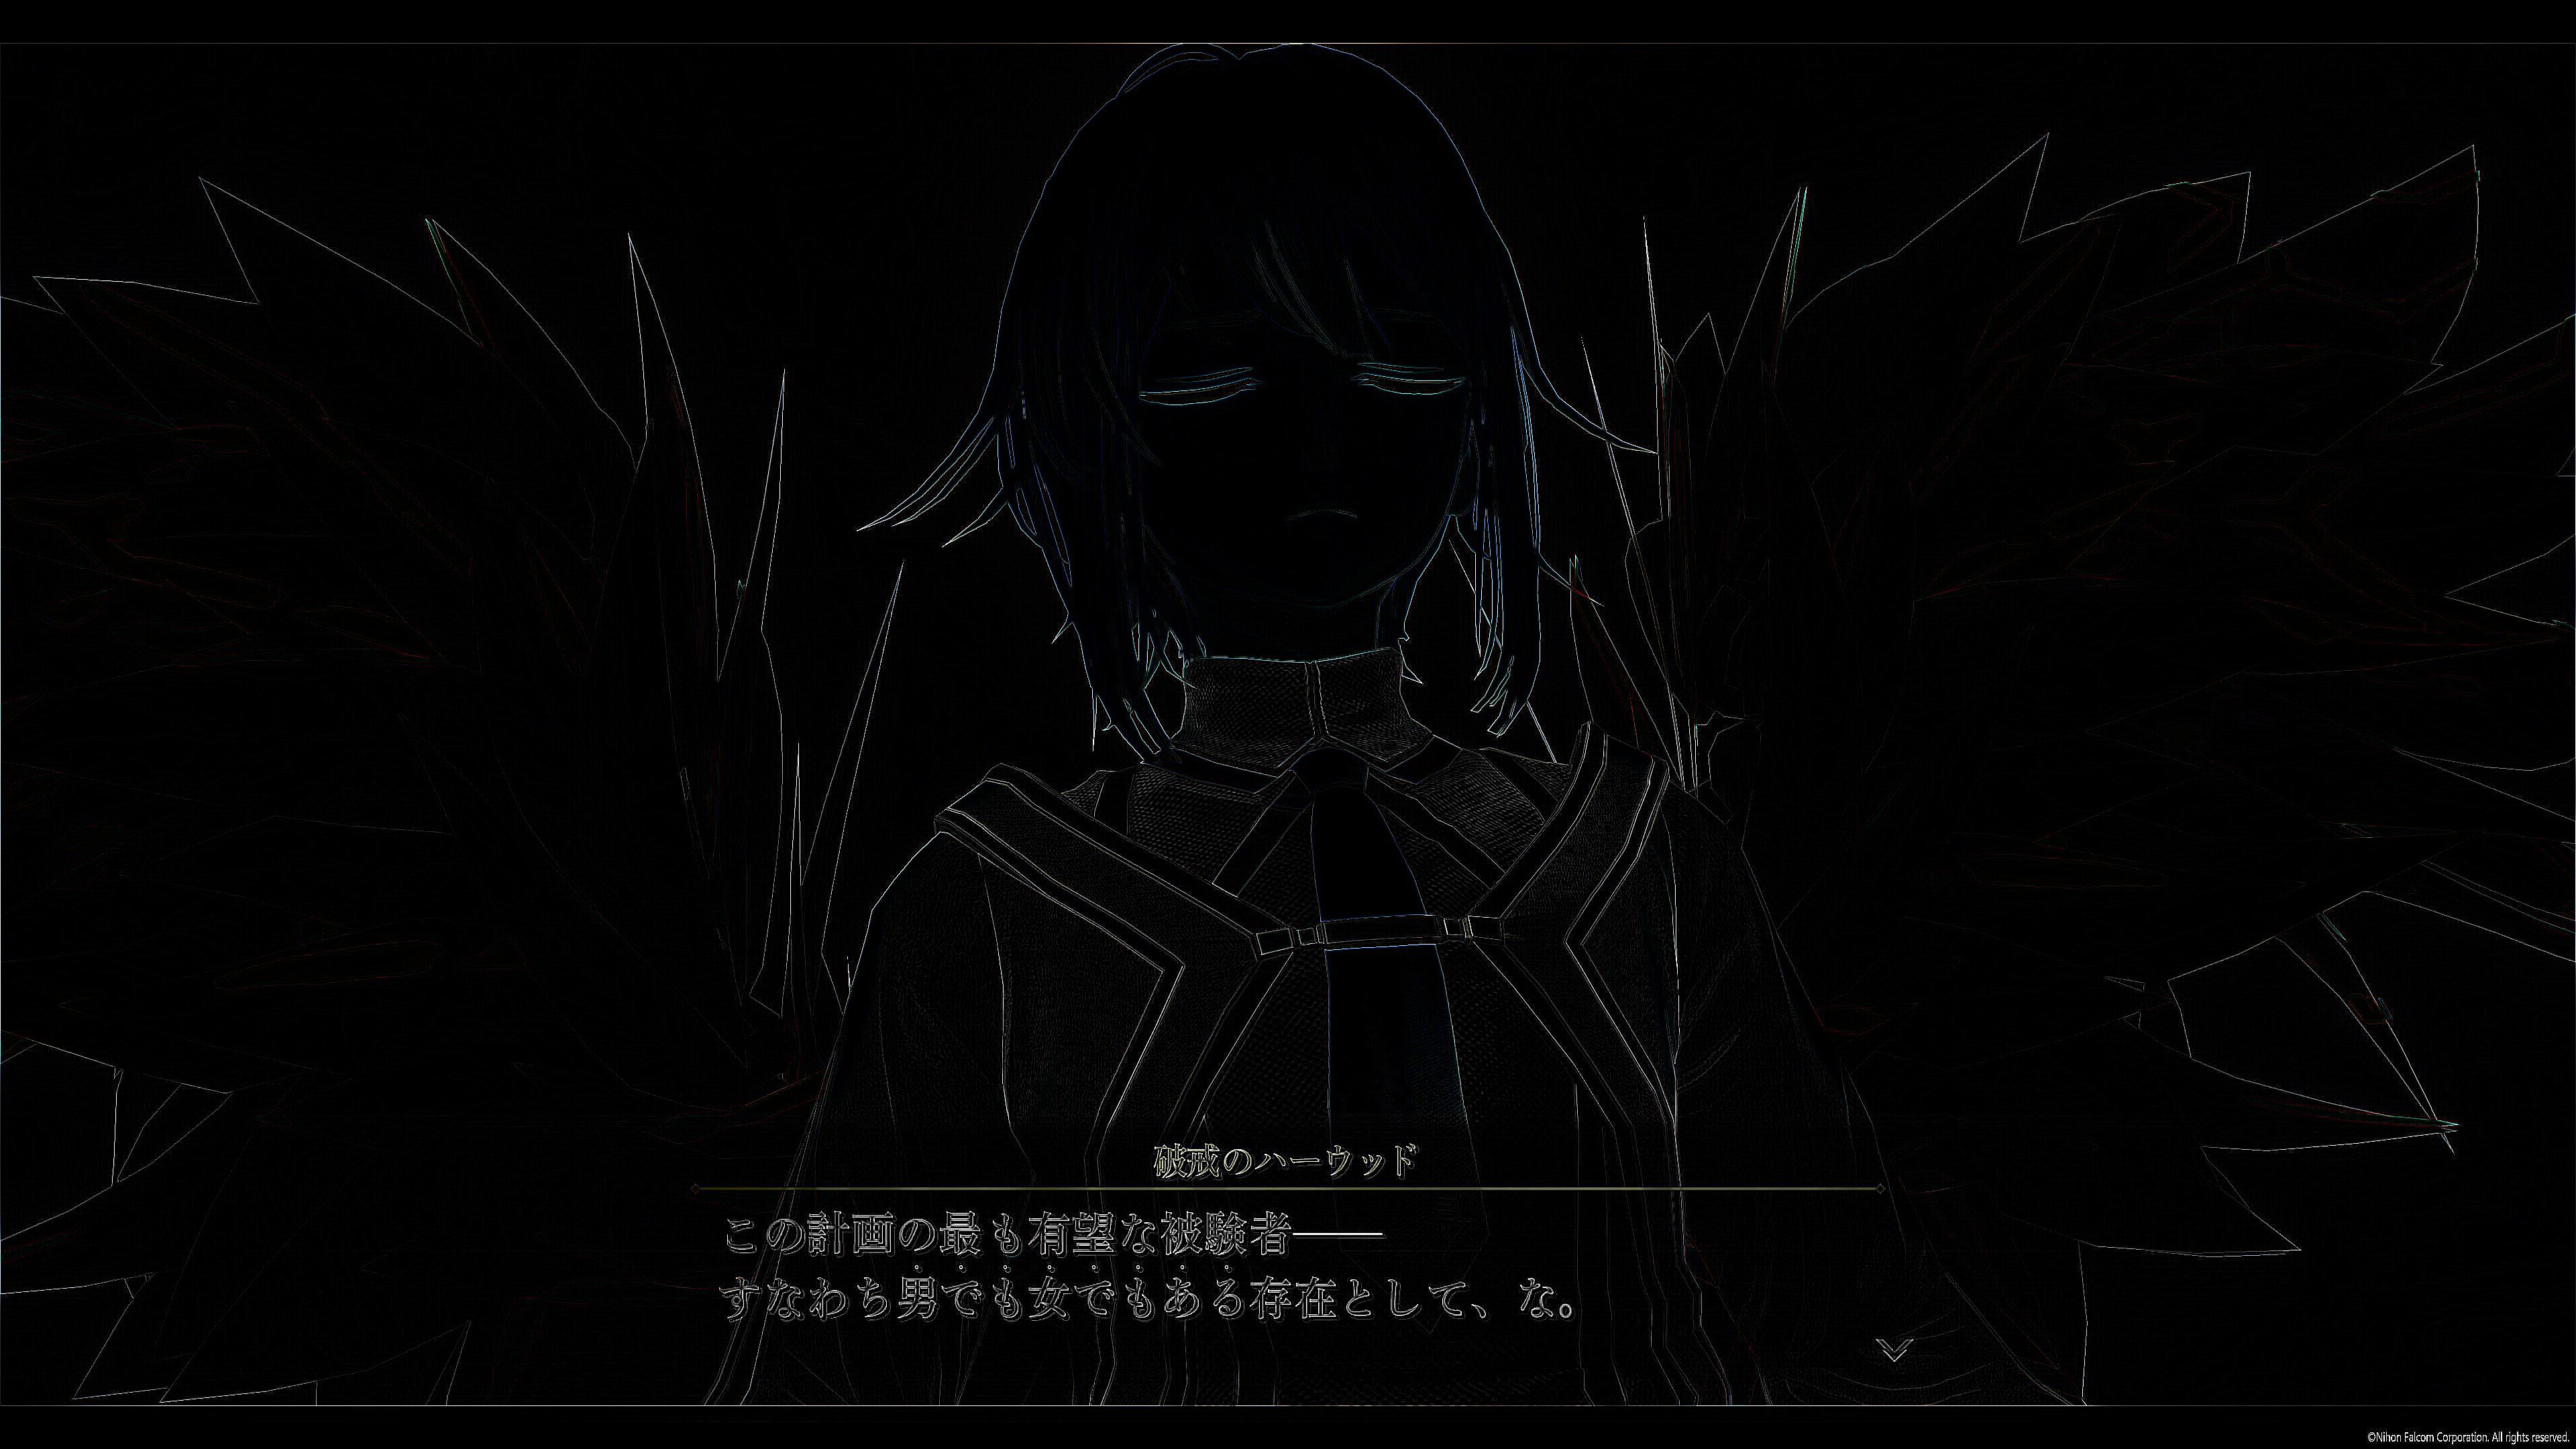 破戒のハーウッド
この計画の最も有望な被験者――
すなわち男でも女でもある存在として、な。
©Nihon Falcom Corporation. All rights reserved.